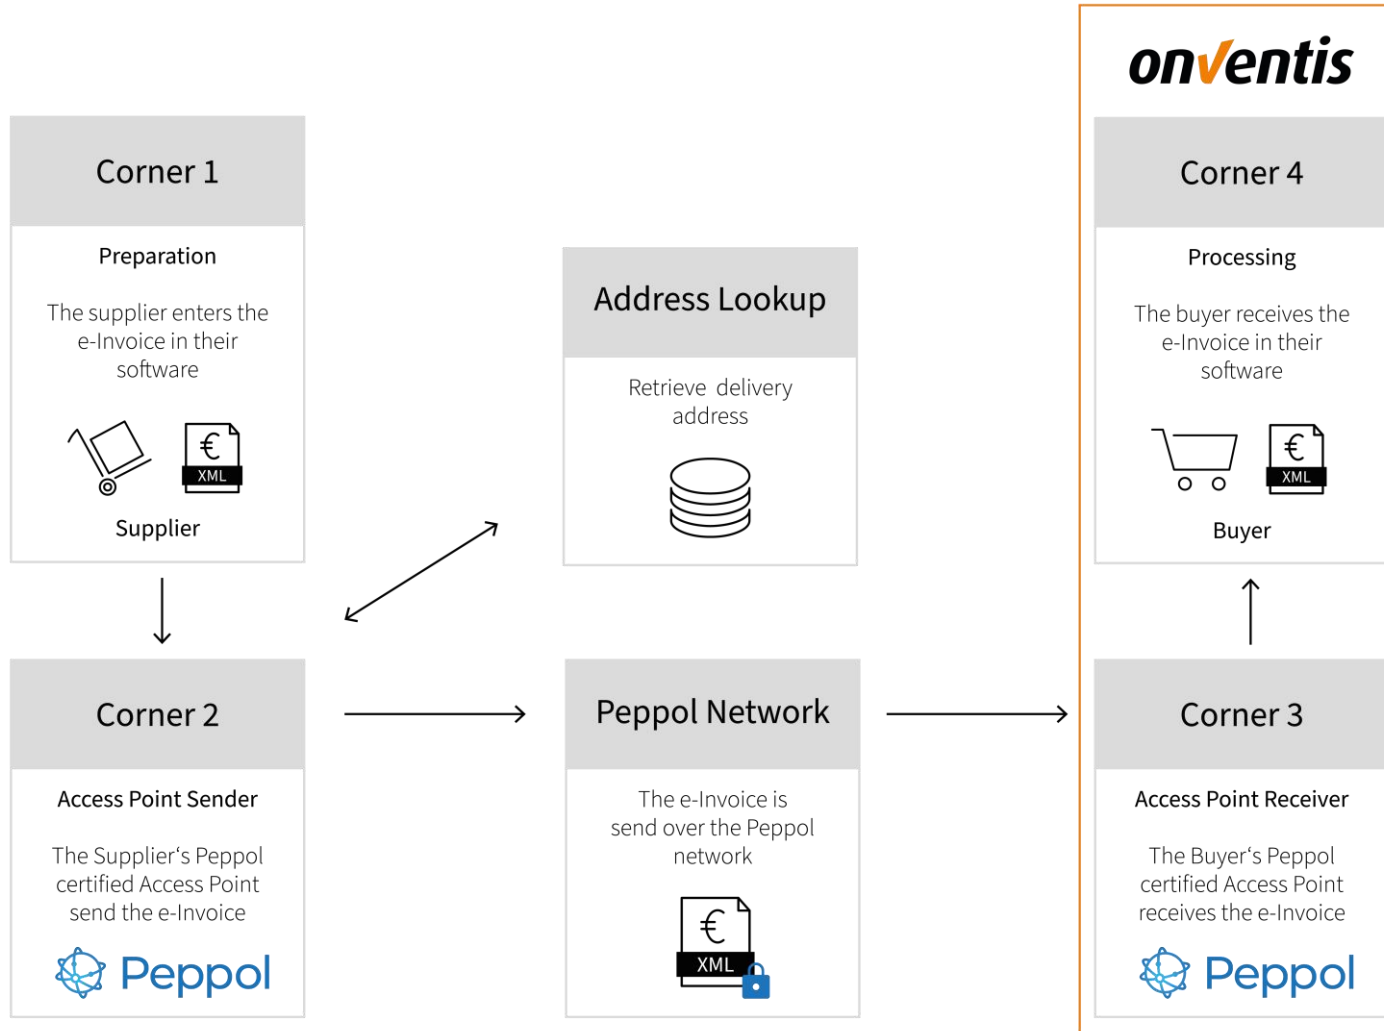 onventis
Corner 1
Preparation
The supplier enters the
e-Invoice in their
software
€
XML
Supplier
Address Lookup
Retrieve delivery
address
Corner 4
Processing
The buyer receives the
e-Invoice in their
software
€
XML
Buyer
Corner 2
Access Point Sender
The Supplier‘s Peppol
certified Access Point
send the e-Invoice
Peppol
Peppol Network
The e-Invoice is
send over the Peppol
network
€
XML
Corner 3
Access Point Receiver
The Buyer‘s Peppol
certified Access Point
receives the e-Invoice
Peppol